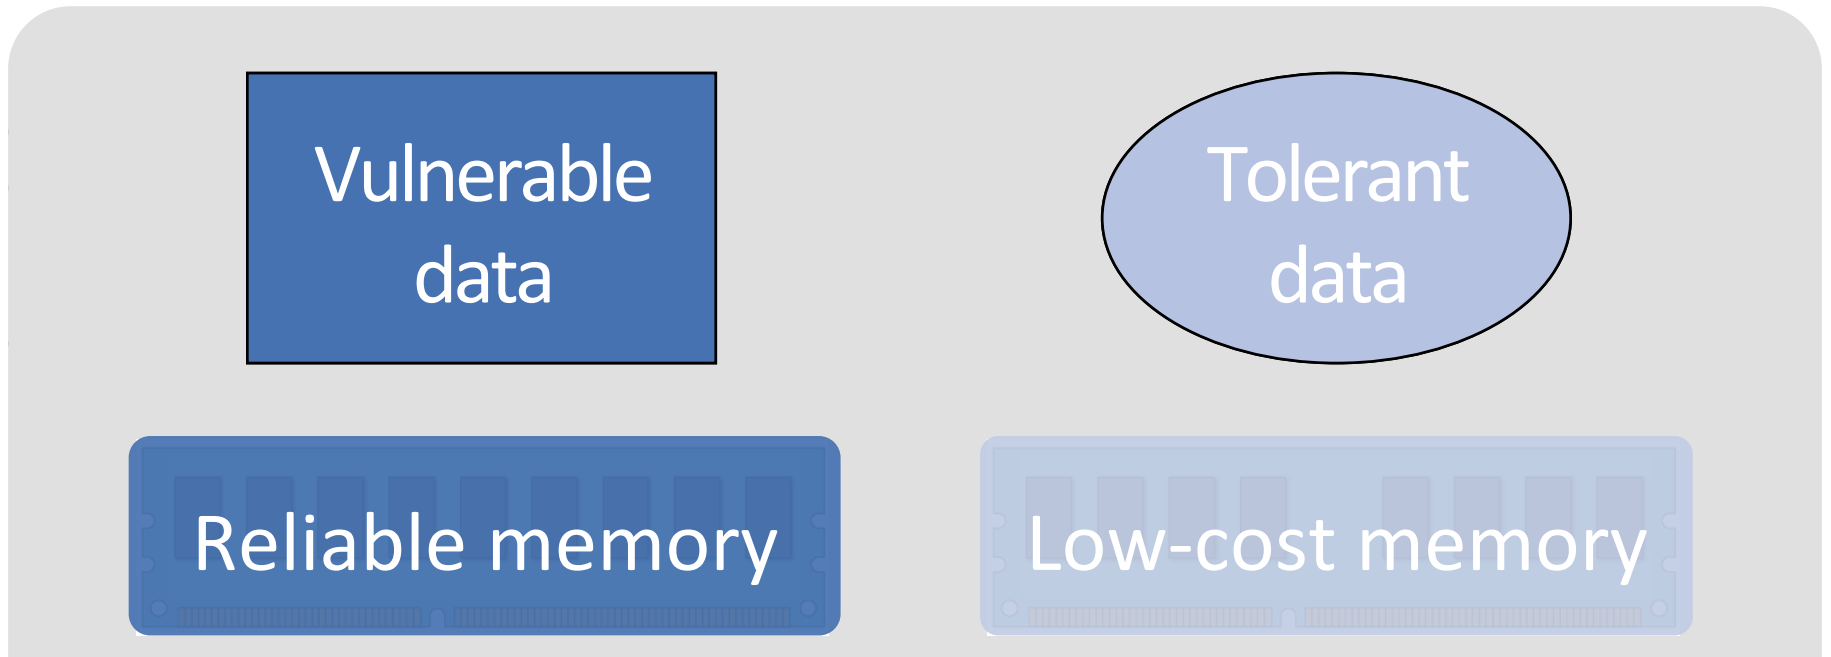 Vulnerable
data
Tolerant
data
Reliable memory
Low-cost memory